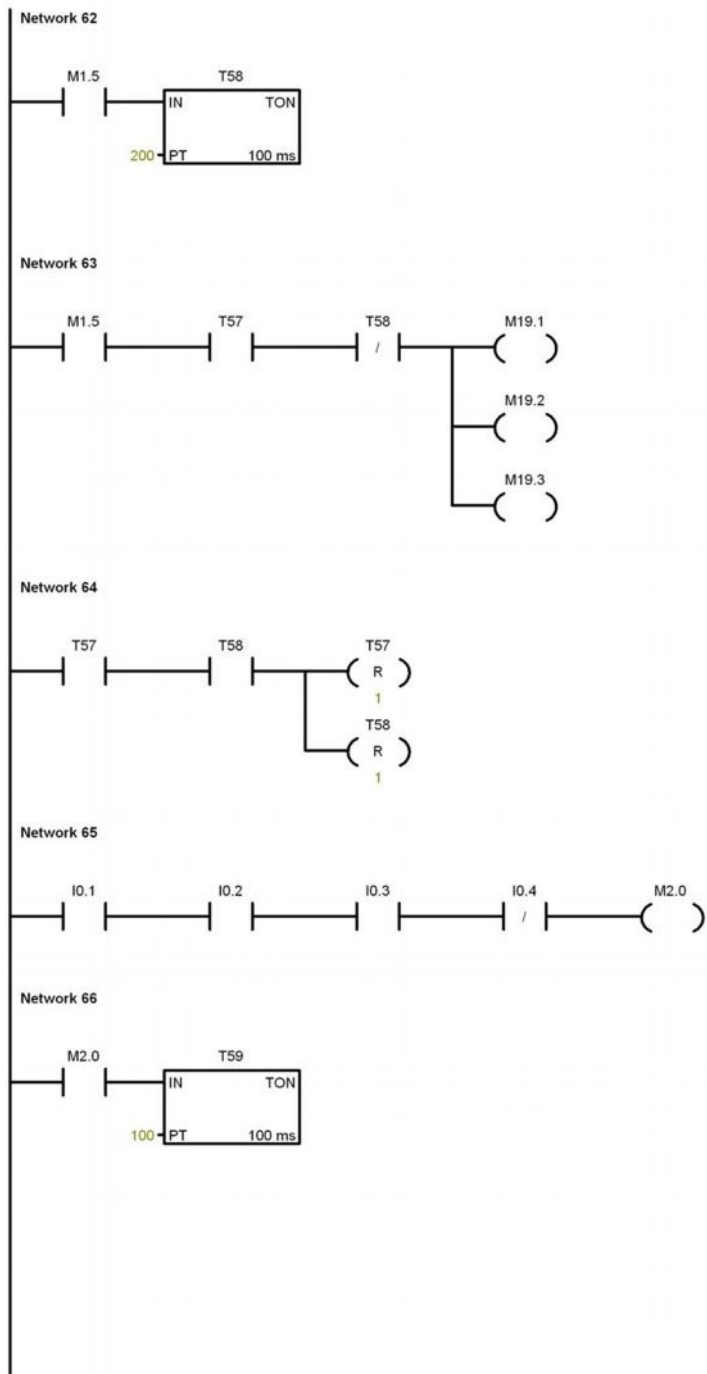 Network 62
M1.5 T58
IN TON
200 PT 100 ms
Network 63
M1.5 T57 T58 M19.1
/
M19.2
M19.3
Network 64
T57 T58 T57
R
1
T58
R
1
Network 65
I0.1 I0.2 I0.3 I0.4 M2.0
/
Network 66
M2.0 T59
IN TON
100 PT 100 ms